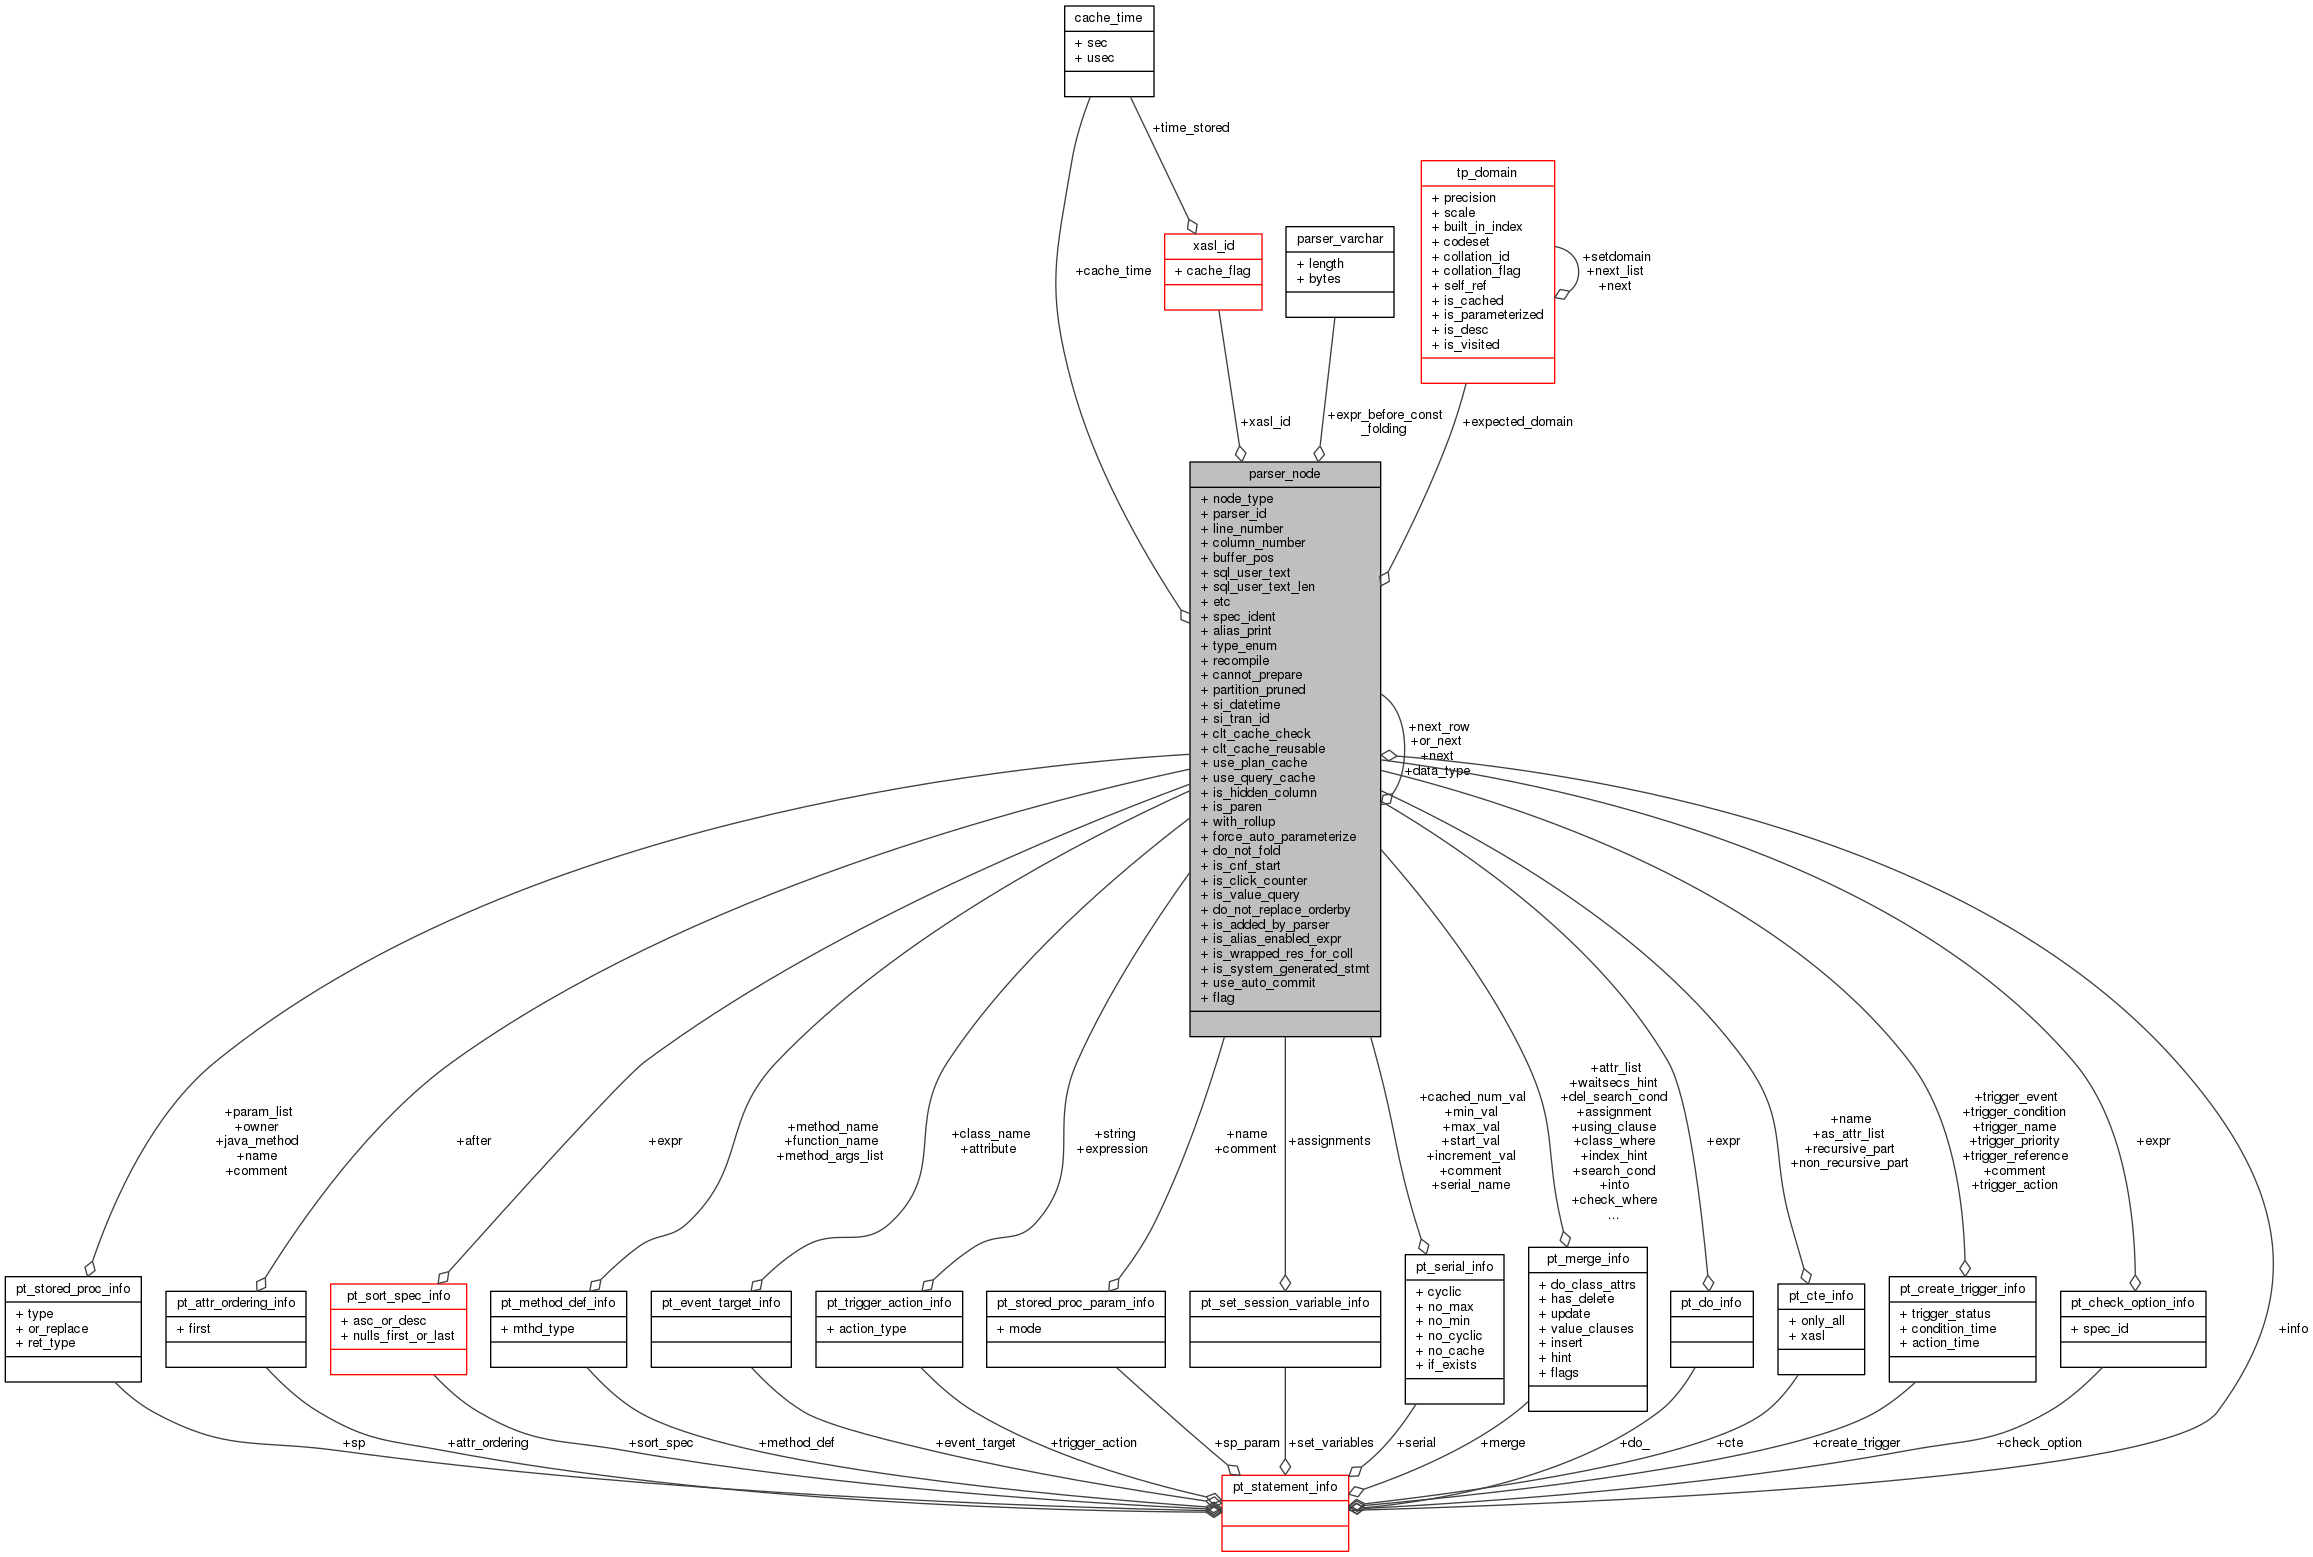 cache_time
+ sec
+ usec
+time_stored
+cache_time
xasl_id
+ cache_flag
parser_varchar
+ length
+ bytes
tp_domain
+ precision
+ scale
+ built_in_index
+ codeset
+ collation_id
+ collation_flag
+ self_ref
+ is_cached
+ is_parameterized
+ is_desc
+ is_visited
+setdomain
+next_list
+next
+xasl_id
+expr_before_const
_folding
+expected_domain
parser_node
+ node_type
+ parser_id
+ line_number
+ column_number
+ buffer_pos
+ sql_user_text
+ sql_user_text_len
+ etc
+ spec_ident
+ alias_print
+ type_enum
+ recompile
+ cannot_prepare
+ partition_pruned
+ si_datetime
+ si_tran_id
+ clt_cache_check
+ clt_cache_reusable
+ use_plan_cache
+ use_query_cache
+ is_hidden_column
+ is_paren
+ with_rollup
+ force_auto_parameterize
+ do_not_fold
+ is_cnf_start
+ is_click_counter
+ is_value_query
+ do_not_replace_orderby
+ is_added_by_parser
+ is_alias_enabled_expr
+ is_wrapped_res_for_coll
+ is_system_generated_stmt
+ use_auto_commit
+ flag
+next_row
+or_next
+next
+data_type
+param_list
+owner
+java_method
+name
+comment
+after
+expr
+method_name
+function_name
+method_args_list
+class_name
+attribute
+string
+expression
+name
+comment
+assignments
+cached_num_val
+min_val
+max_val
+start_val
+increment_val
+comment
+serial_name
+attr_list
+waitsecs_hint
+del_search_cond
+assignment
+using_clause
+class_where
+index_hint
+search_cond
+into
+check_where
...
+expr
+name
+as_attr_list
+recursive_part
+non_recursive_part
+trigger_event
+trigger_condition
+trigger_name
+trigger_priority
+trigger_reference
+comment
+trigger_action
+expr
+info
pt_stored_proc_info
+ type
+ or_replace
+ ret_type
pt_attr_ordering_info
+ first
pt_sort_spec_info
+ asc_or_desc
+ nulls_first_or_last
pt_method_def_info
+ mthd_type
pt_event_target_info
pt_trigger_action_info
+ action_type
pt_stored_proc_param_info
+ mode
pt_set_session_variable_info
pt_serial_info
+ cyclic
+ no_max
+ no_min
+ no_cyclic
+ no_cache
+ if_exists
pt_merge_info
+ do_class_attrs
+ has_delete
+ update
+ value_clauses
+ insert
+ hint
+ flags
pt_do_info
pt_cte_info
+ only_all
+ xasl
pt_create_trigger_info
+ trigger_status
+ condition_time
+ action_time
pt_check_option_info
+ spec_id
+sp
+attr_ordering
+sort_spec
+method_def
+event_target
+trigger_action
+sp_param
+set_variables
+serial
+merge
+do_
+cte
+create_trigger
+check_option
pt_statement_info